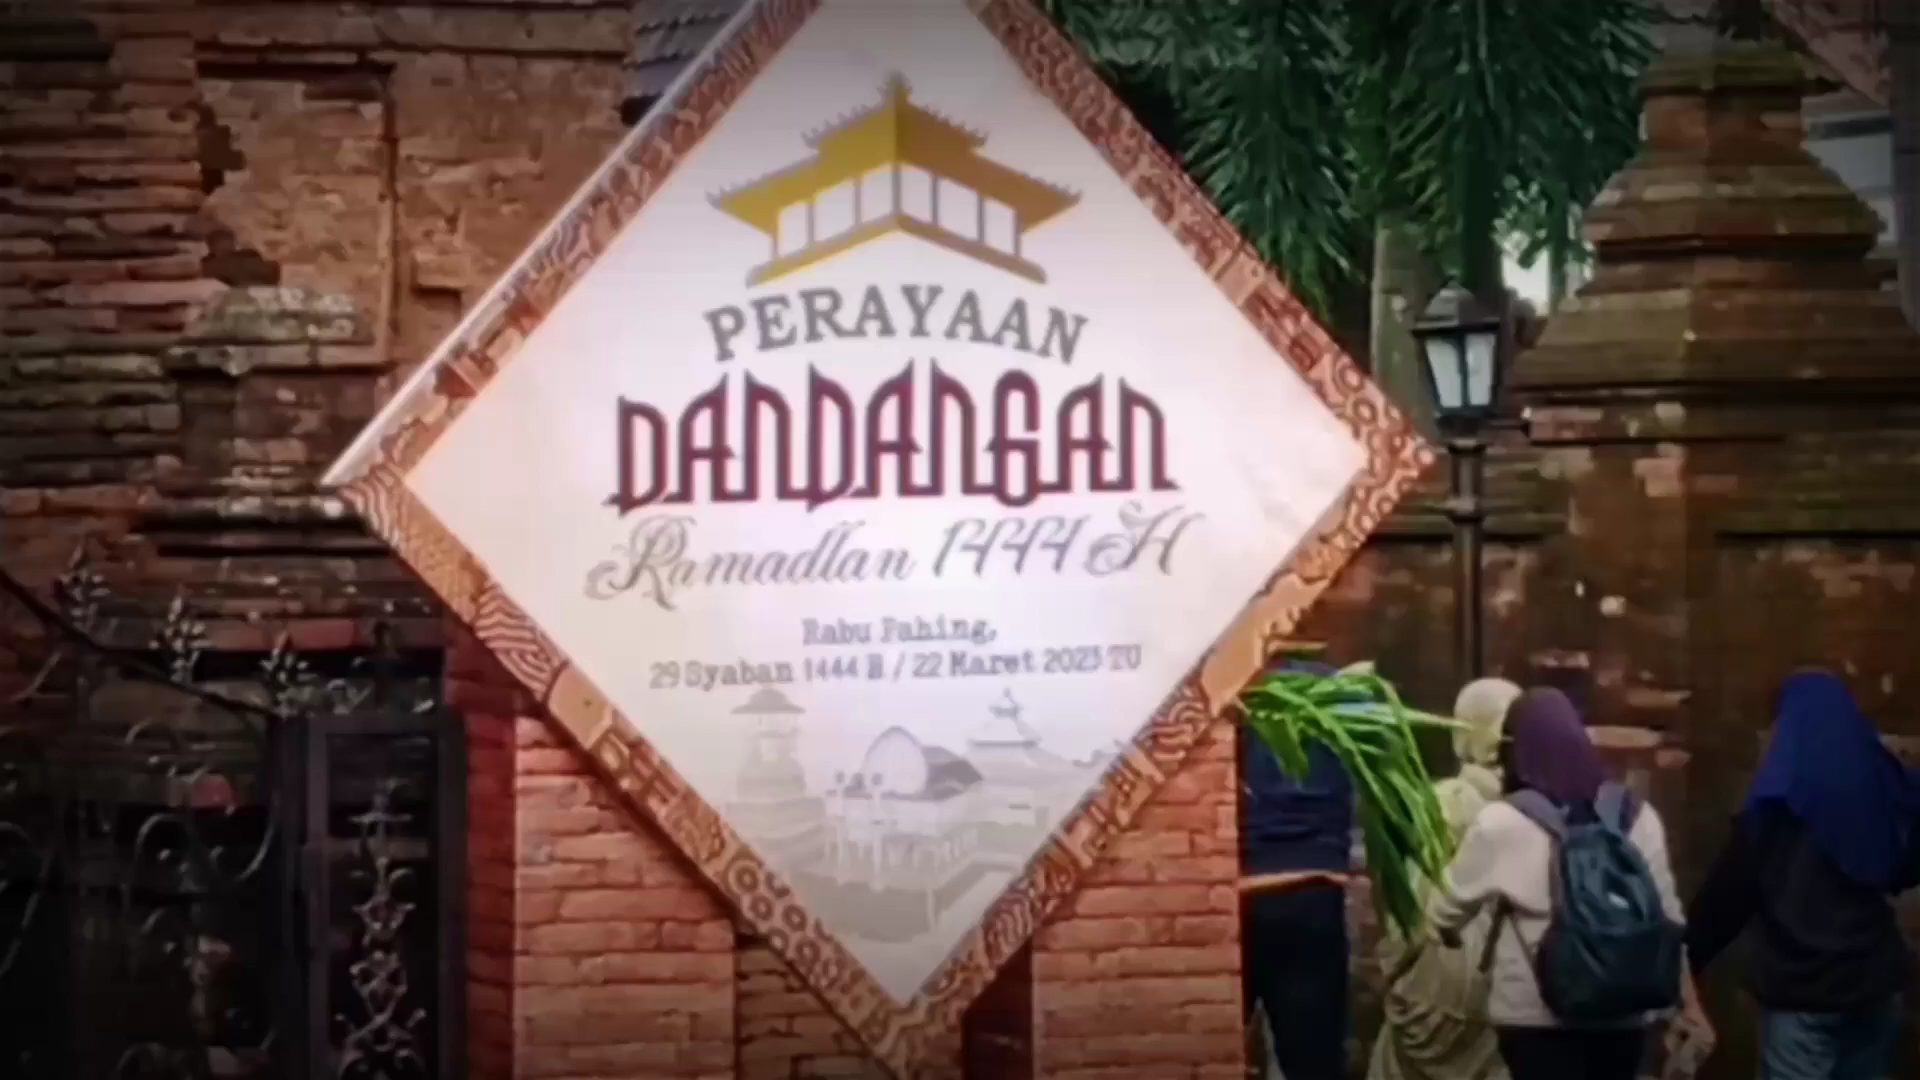 PERAYAAN
DANDANGAN
Ramadlan 1444 H
Rabu Pahing,
29 Syaban 1444 H / 22 Maret 2023 TU